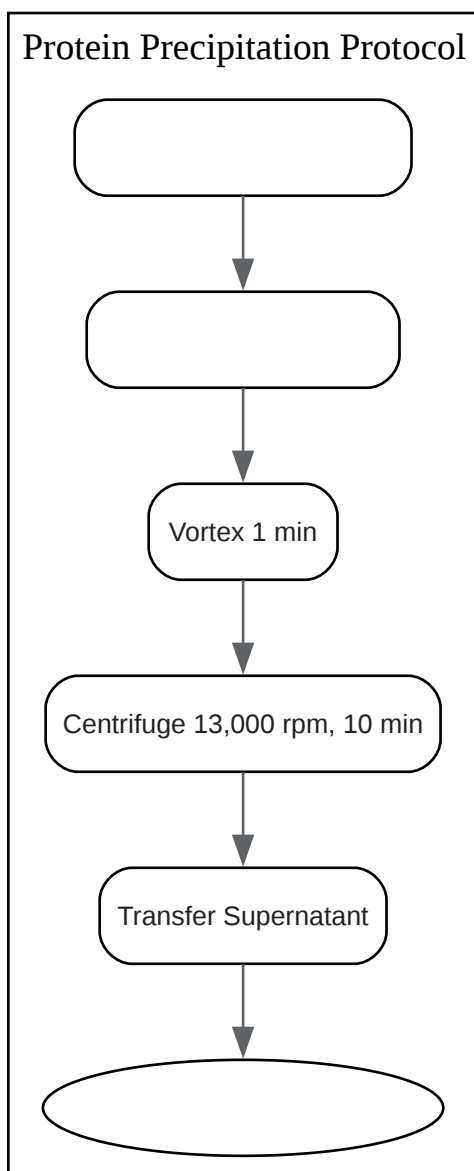 Protein Precipitation Protocol
Vortex 1 min
Centrifuge 13,000 rpm, 10 min
Transfer Supernatant